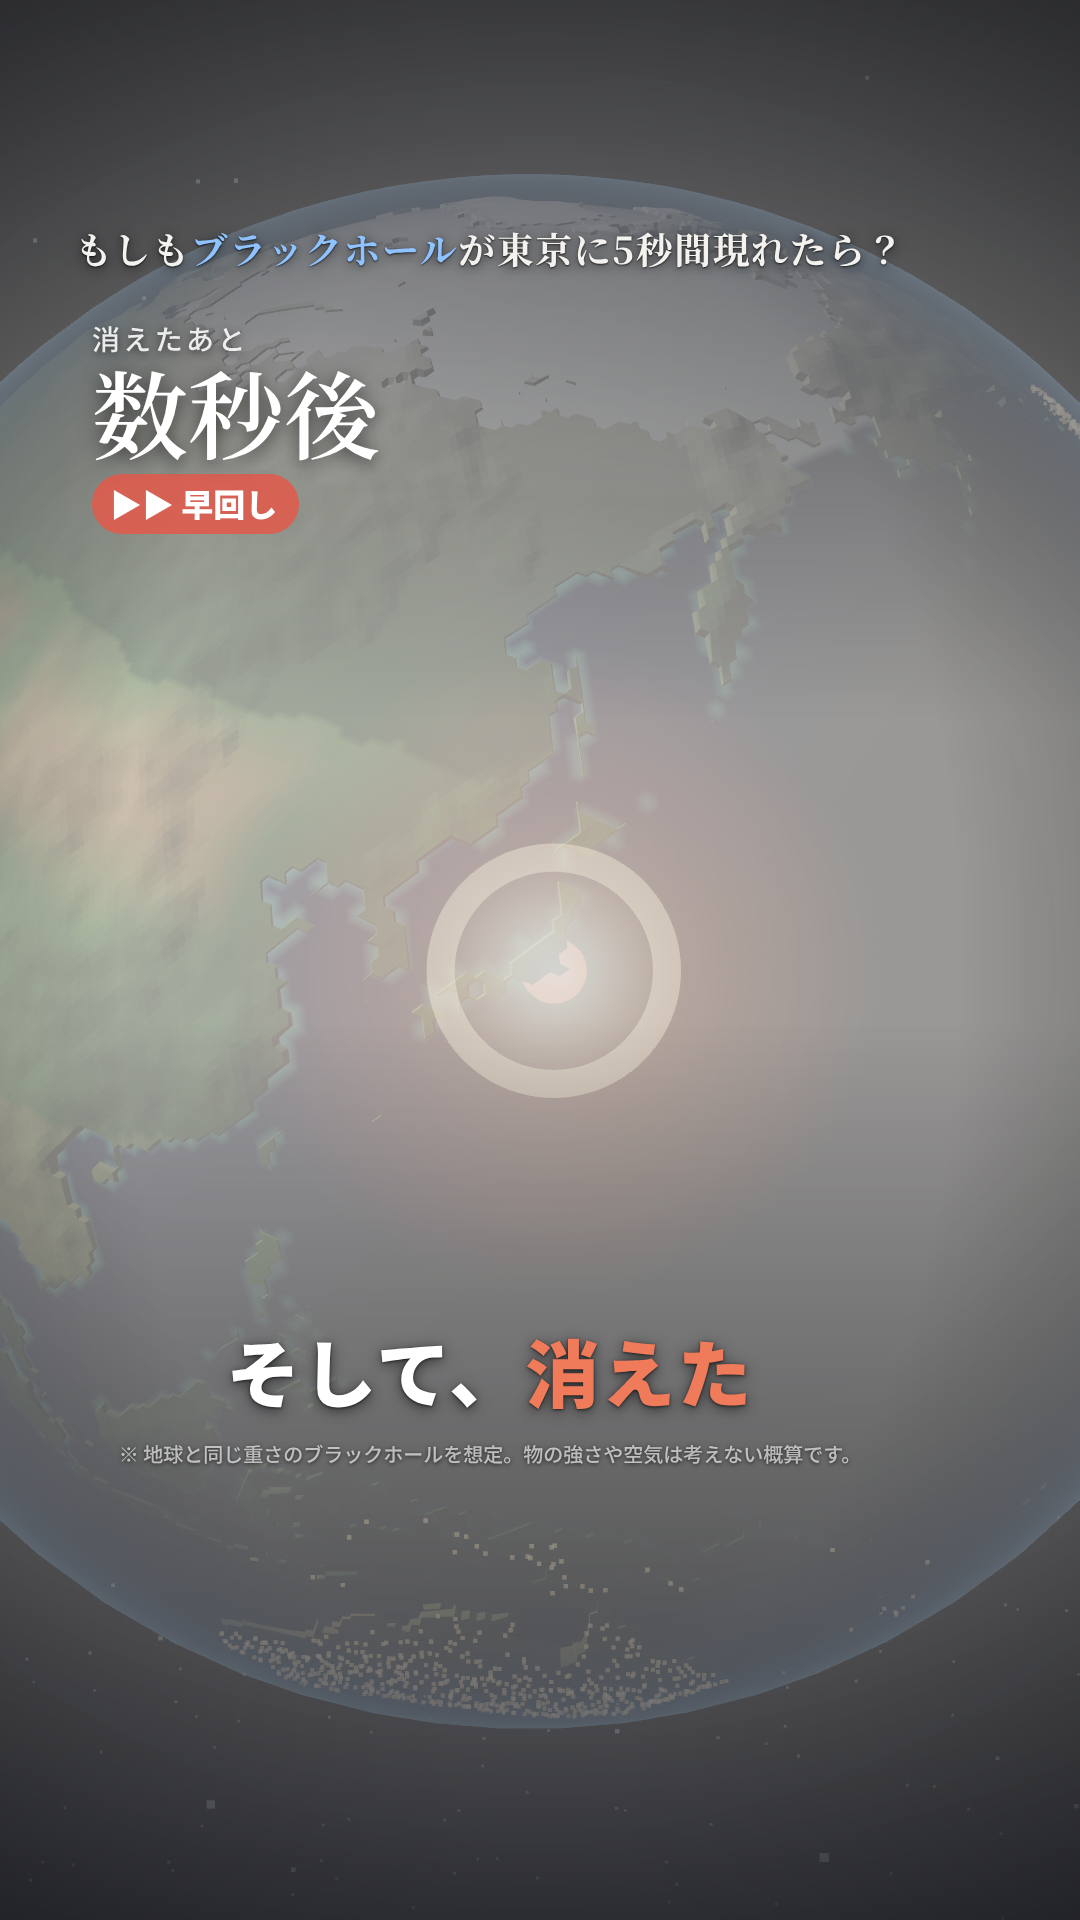 もしもブラックホールが東京に5秒間現れたら？
消えたあと
数秒後
▶▶ 早回し
そして、消えた
※ 地球と同じ重さのブラックホールを想定。物の強さや空気は考えない概算です。